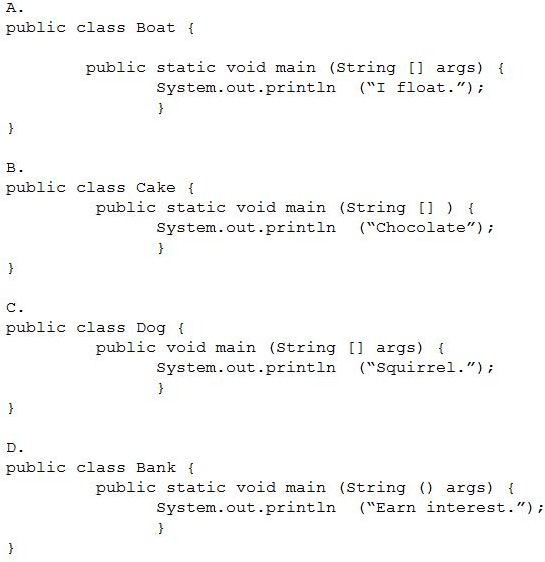 A.
public class Boat {
public static void main (String [] args) {
System.out.println  (“I float.”);
}
}
B.
public class Cake {
public static void main (String [] ) {
System.out.println  (“Chocolate”);
}
}
C.
public class Dog {
public void main (String [] args) {
System.out.println  (“Squirrel.”);
}
}
D.
public class Bank {
public static void main (String () args) {
System.out.println  (“Earn interest.”);
}
}